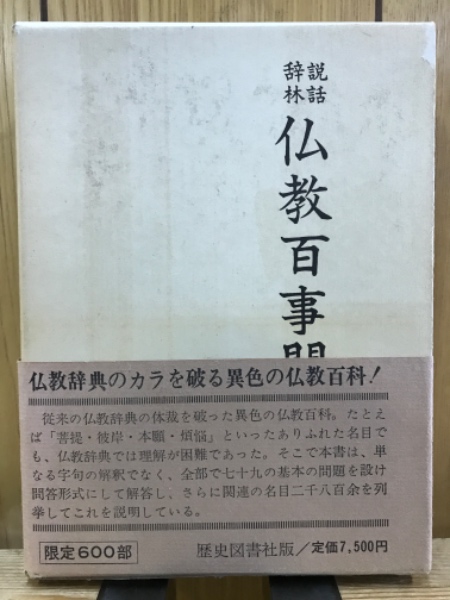 説話
辞林
仏教百事問
仏教辞典のカラを破る異色の仏教百科!
従来の仏教辞典の体裁を破った異色の仏教百科。たとえ
ば「菩提・彼岸・本願・煩悩」といったありふれた名目で
も、仏教辞典では理解が困難であった。そこで本書は、単
なる字句の解釈でなく、全部で七十九の基本の問題を設け
問答形式にして解答し、さらに関連の名目二千八百余を列
挙してこれを説明している。
限定600部
歴史図書社版/定価7,500円